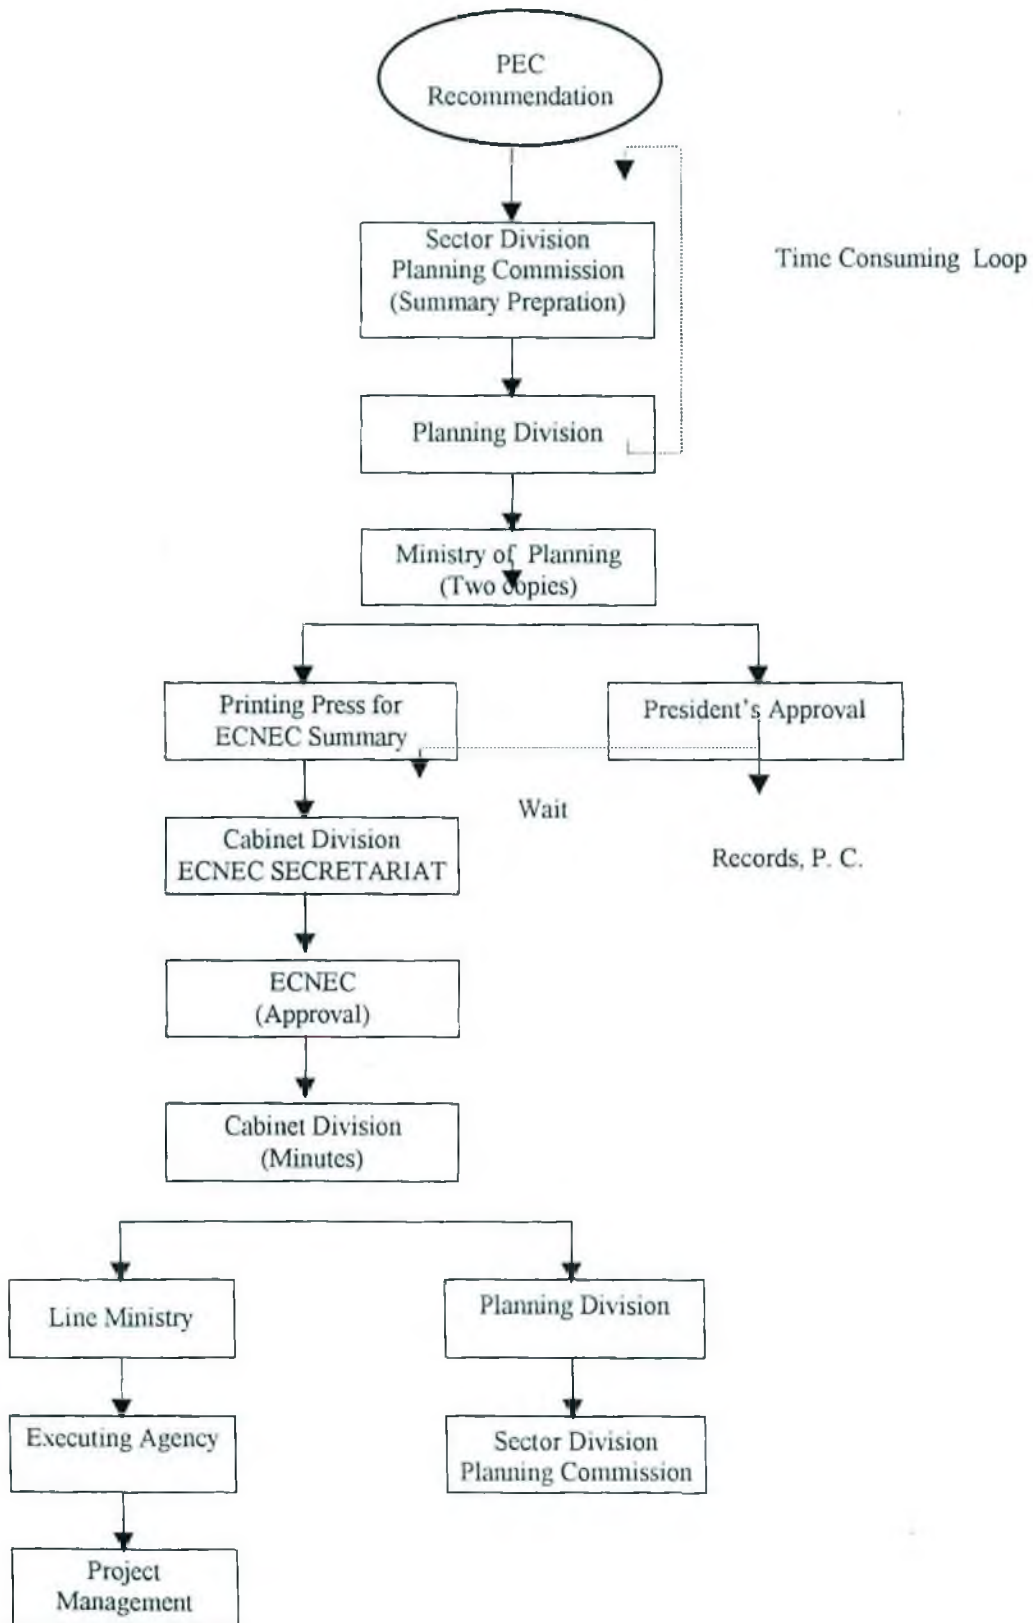 PEC
Recommendation
Sector Division
Planning Commission
(Summary Prepration)
Time Consuming Loop
Planning Division
Ministry of Planning
(Two copies)
Printing Press for
ECNEC Summary
President's Approval
Wait
Cabinet Division
ECNEC SECRETARIAT
Records, P. C.
ECNEC
(Approval)
Cabinet Division
(Minutes)
Line Ministry
Planning Division
Executing Agency
Sector Division
Planning Commission
Project
Management